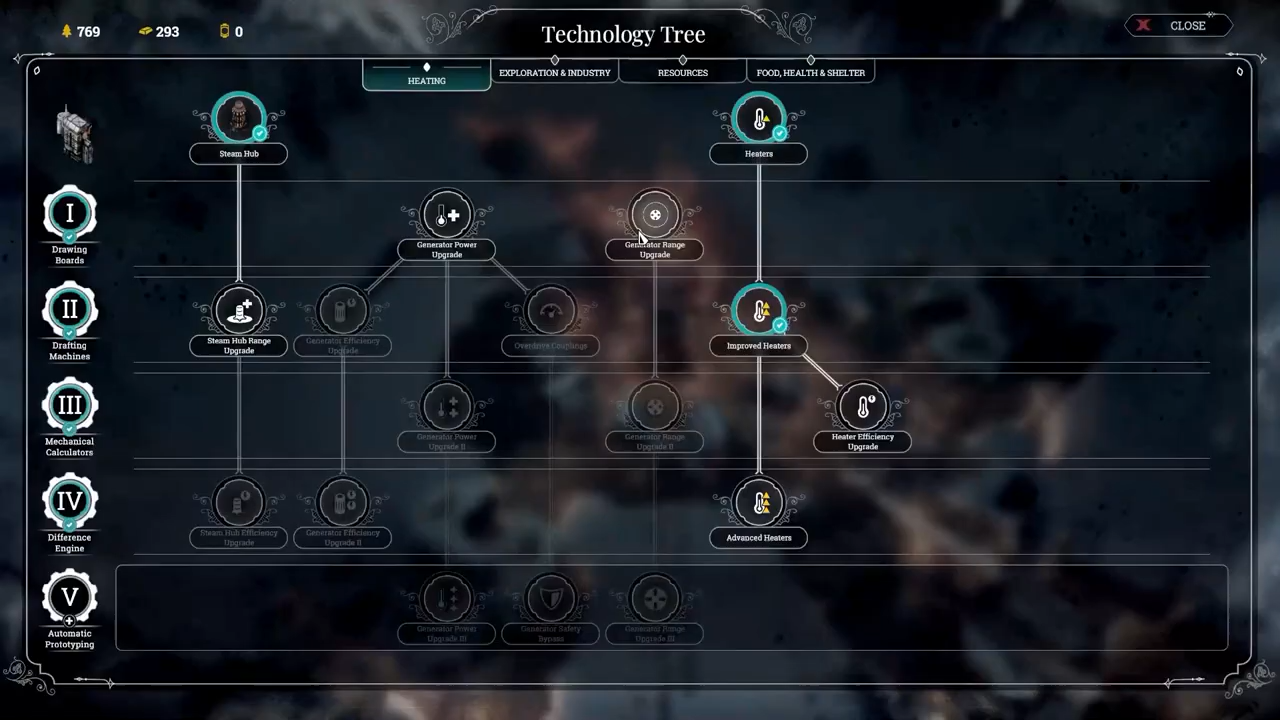 769 293 0
Technology Tree
CLOSE
HEATING
EXPLORATION & INDUSTRY
RESOURCES
FOOD, HEALTH & SHELTER
Steam Hub
Heaters
I
Drawing
Boards
Generator Power
Upgrade
Generator Range
Upgrade
II
Drafting
Machines
Steam Hub Range
Upgrade
Generator Efficiency
Upgrade
Overdrive Couplings
Improved Heaters
III
Mechanical
Calculators
Generator Power
Upgrade II
Generator Range
Upgrade II
Heater Efficiency
Upgrade
IV
Difference
Engine
Steam Hub Efficiency
Upgrade
Generator Efficiency
Upgrade II
Advanced Heaters
V
Automatic
Prototyping
Generator Power
Upgrade III
Generator Safety
Bypass
Generator Range
Upgrade III